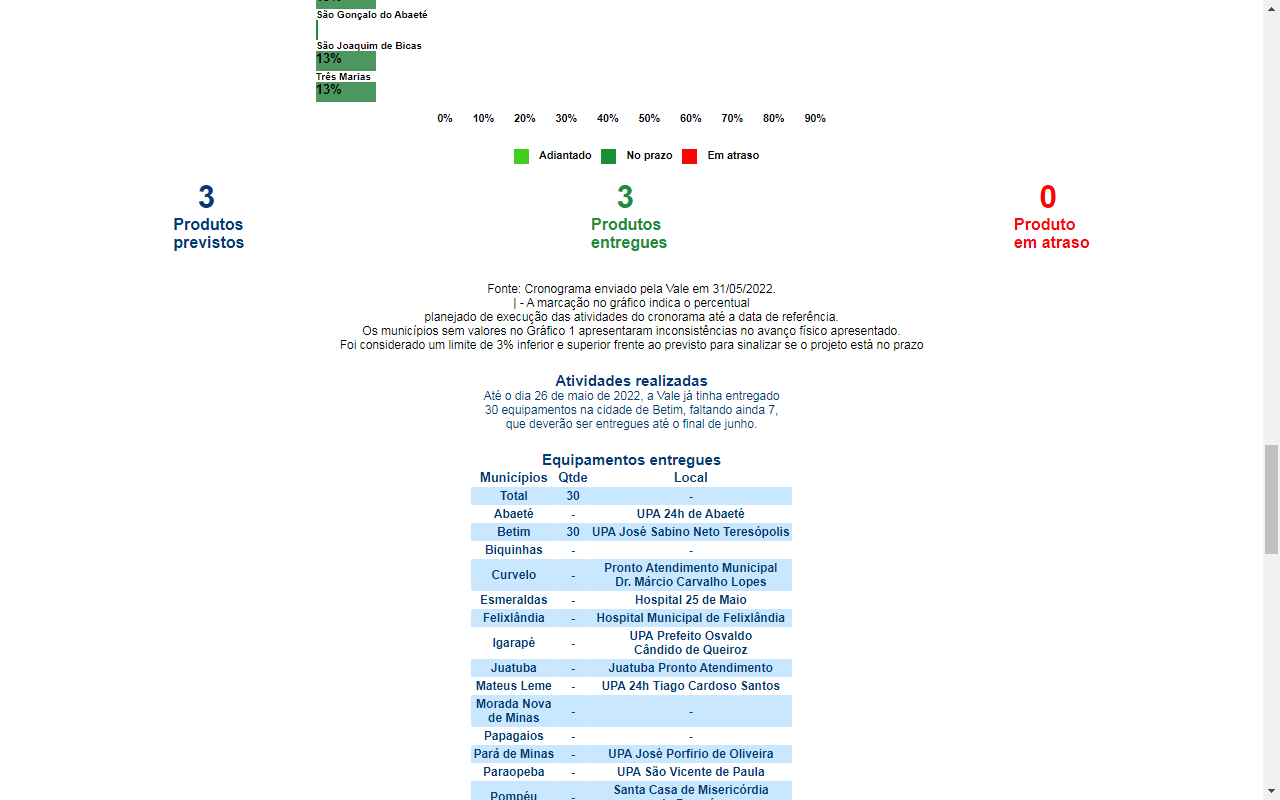 São Gonçalo do Abaeté
São Joaquim de Bicas
13%
Três Marias
13%
0% 10% 20% 30% 40% 50% 60% 70% 80% 90%
Adiantado No prazo Em atraso
3 3 0
Produtos Produtos Produto
previstos entregues em atraso
Fonte: Cronograma enviado pela Vale em 31/05/2022.
| - A marcação no gráfico indica o percentual
planejado de execução das atividades do cronorama até a data de referência.
Os municípios sem valores no Gráfico 1 apresentaram inconsistências no avanço físico apresentado.
Foi considerado um limite de 3% inferior e superior frente ao previsto para sinalizar se o projeto está no prazo
Atividades realizadas
Até o dia 26 de maio de 2022, a Vale já tinha entregado
30 equipamentos na cidade de Betim, faltando ainda 7,
que deverão ser entregues até o final de junho.
Equipamentos entregues
Municípios Qtde Local
Total 30 -
Abaeté - UPA 24h de Abaeté
Betim 30 UPA José Sabino Neto Teresópolis
Biquinhas - -
Curvelo - Pronto Atendimento Municipal
Dr. Márcio Carvalho Lopes
Esmeraldas - Hospital 25 de Maio
Felixlândia - Hospital Municipal de Felixlândia
Igarapé - UPA Prefeito Osvaldo
Cândido de Queiroz
Juatuba - Juatuba Pronto Atendimento
Mateus Leme - UPA 24h Tiago Cardoso Santos
Morada Nova
de Minas - -
Papagaios - -
Pará de Minas - UPA José Porfirio de Oliveira
Paraopeba - UPA São Vicente de Paula
Pompéu - Santa Casa de Misericórdia